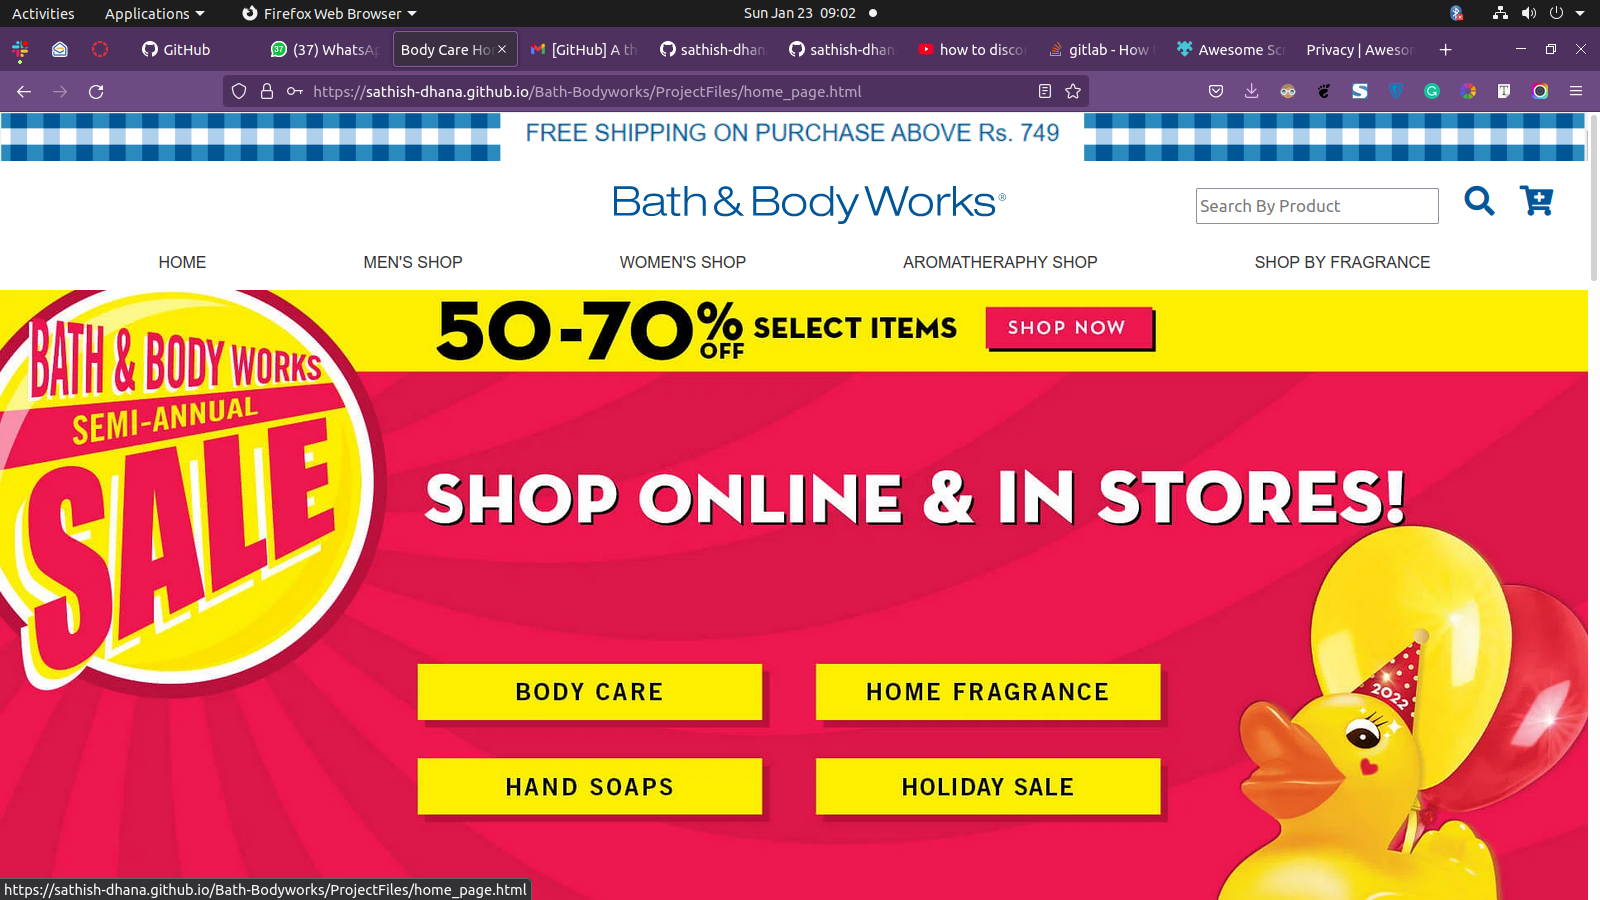 Activities Applications Firefox Web Browser Sun Jan 23 09:02
GitHub (37) WhatsAp Body Care Ho [GitHub] A th sathish-dhan sathish-dhan how to disco gitlab - How Awesome Scr Privacy | Awesom
https://sathish-dhana.github.io/Bath-Bodyworks/ProjectFiles/home_page.html
FREE SHIPPING ON PURCHASE ABOVE Rs. 749
Bath & Body Works®
Search By Product
HOME MEN'S SHOP WOMEN'S SHOP AROMATHERAPHY SHOP SHOP BY FRAGRANCE
50-70% OFF SELECT ITEMS SHOP NOW
BATH & BODY WORKS
SEMI-ANNUAL
SALE
SHOP ONLINE & IN STORES!
2022
BODY CARE HOME FRAGRANCE
HAND SOAPS HOLIDAY SALE
https://sathish-dhana.github.io/Bath-Bodyworks/ProjectFiles/home_page.html